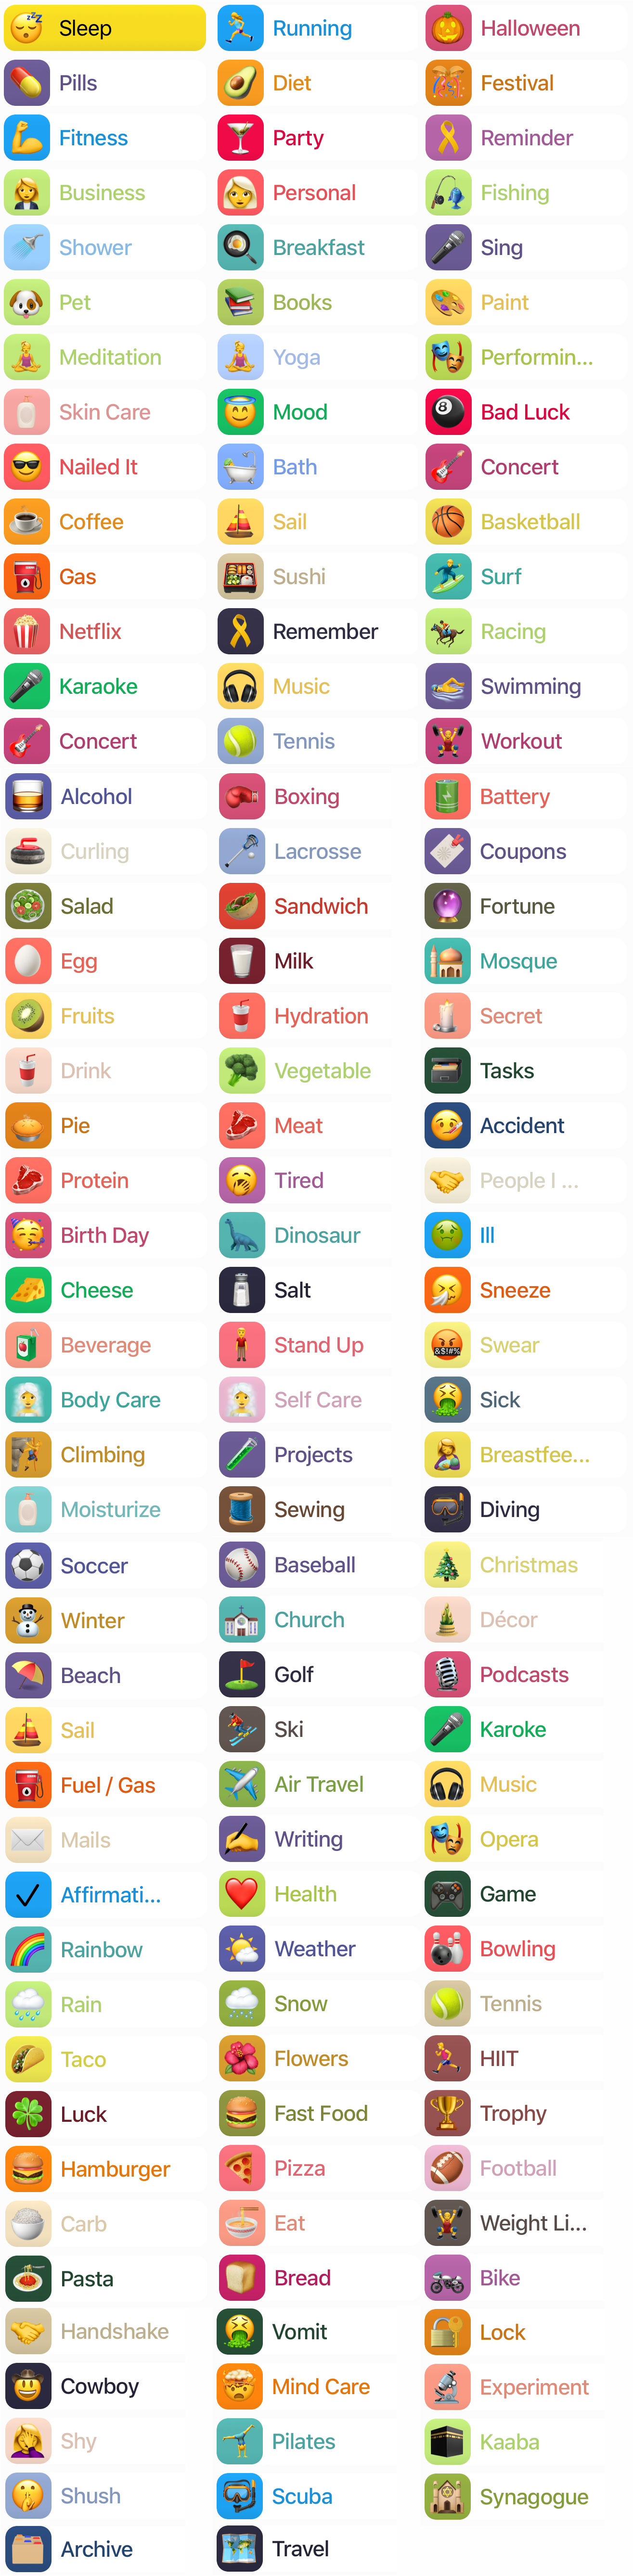 Sleep
Running
Halloween
Pills
Diet
Festival
Fitness
Party
Reminder
Business
Personal
Fishing
Shower
Breakfast
Sing
Pet
Books
Paint
Meditation
Yoga
Performin...
Skin Care
Mood
Bad Luck
Nailed It
Bath
Concert
Coffee
Sail
Basketball
Gas
Sushi
Surf
Netflix
Remember
Racing
Karaoke
Music
Swimming
Concert
Tennis
Workout
Alcohol
Boxing
Battery
Curling
Lacrosse
Coupons
Salad
Sandwich
Fortune
Egg
Milk
Mosque
Fruits
Hydration
Secret
Drink
Vegetable
Tasks
Pie
Meat
Accident
Protein
Tired
People I ...
Birth Day
Dinosaur
Ill
Cheese
Salt
Sneeze
Beverage
Stand Up
Swear
Body Care
Self Care
Sick
Climbing
Projects
Breastfee...
Moisturize
Sewing
Diving
Soccer
Baseball
Christmas
Winter
Church
Décor
Beach
Golf
Podcasts
Sail
Ski
Karoke
Fuel / Gas
Air Travel
Music
Mails
Writing
Opera
Affirmati...
Health
Game
Rainbow
Weather
Bowling
Rain
Snow
Tennis
Taco
Flowers
HIIT
Luck
Fast Food
Trophy
Hamburger
Pizza
Football
Carb
Eat
Weight Li...
Pasta
Bread
Bike
Handshake
Vomit
Lock
Cowboy
Mind Care
Experiment
Shy
Pilates
Kaaba
Shush
Scuba
Synagogue
Archive
Travel